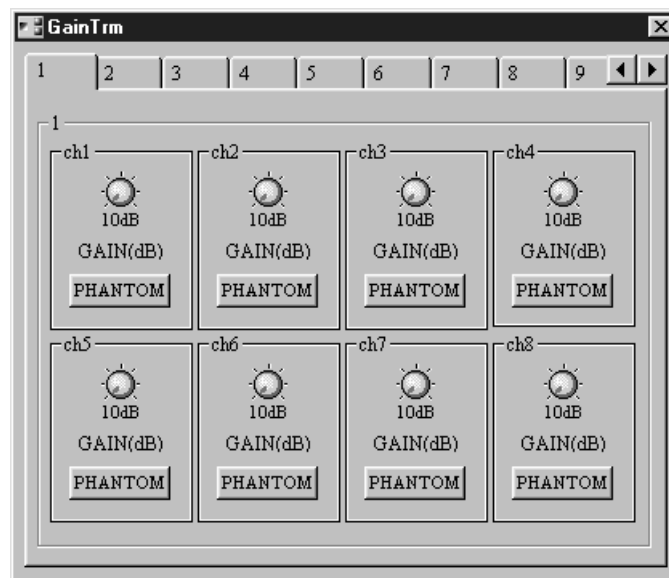 GainTrm
1 2 3 4 5 6 7 8 9
1
ch1 ch2 ch3 ch4
10dB 10dB 10dB 10dB
GAIN(dB) GAIN(dB) GAIN(dB) GAIN(dB)
PHANTOM PHANTOM PHANTOM PHANTOM
ch5 ch6 ch7 ch8
10dB 10dB 10dB 10dB
GAIN(dB) GAIN(dB) GAIN(dB) GAIN(dB)
PHANTOM PHANTOM PHANTOM PHANTOM